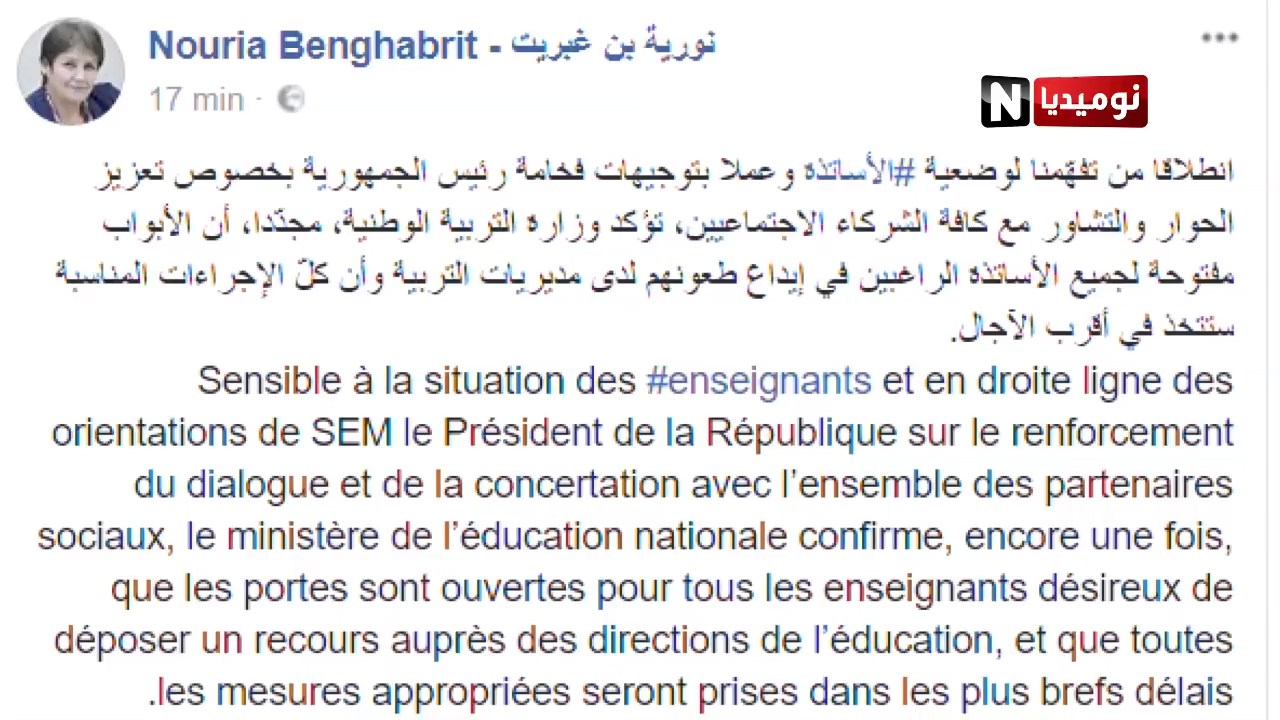 Nouria Benghabrit - نورية بن غبريت
17 min ·
N نوميديا
انطلاقا من تفهّمنا لوضعية #الأساتذة وعملا بتوجيهات فخامة رئيس الجمهورية بخصوص تعزيز
الحوار والتشاور مع كافة الشركاء الاجتماعيين، تؤكد وزارة التربية الوطنية، مجدّدا، أن الأبواب
مفتوحة لجميع الأساتذة الراغبين في إيداع طعونهم لدى مديريات التربية وأن كلّ الإجراءات المناسبة
ستتخذ في أقرب الآجال.
Sensible à la situation des #enseignants et en droite ligne des
orientations de SEM le Président de la République sur le renforcement
du dialogue et de la concertation avec l’ensemble des partenaires
sociaux, le ministère de l’éducation nationale confirme, encore une fois,
que les portes sont ouvertes pour tous les enseignants désireux de
déposer un recours auprès des directions de l’éducation, et que toutes
les mesures appropriées seront prises dans les plus brefs délais.